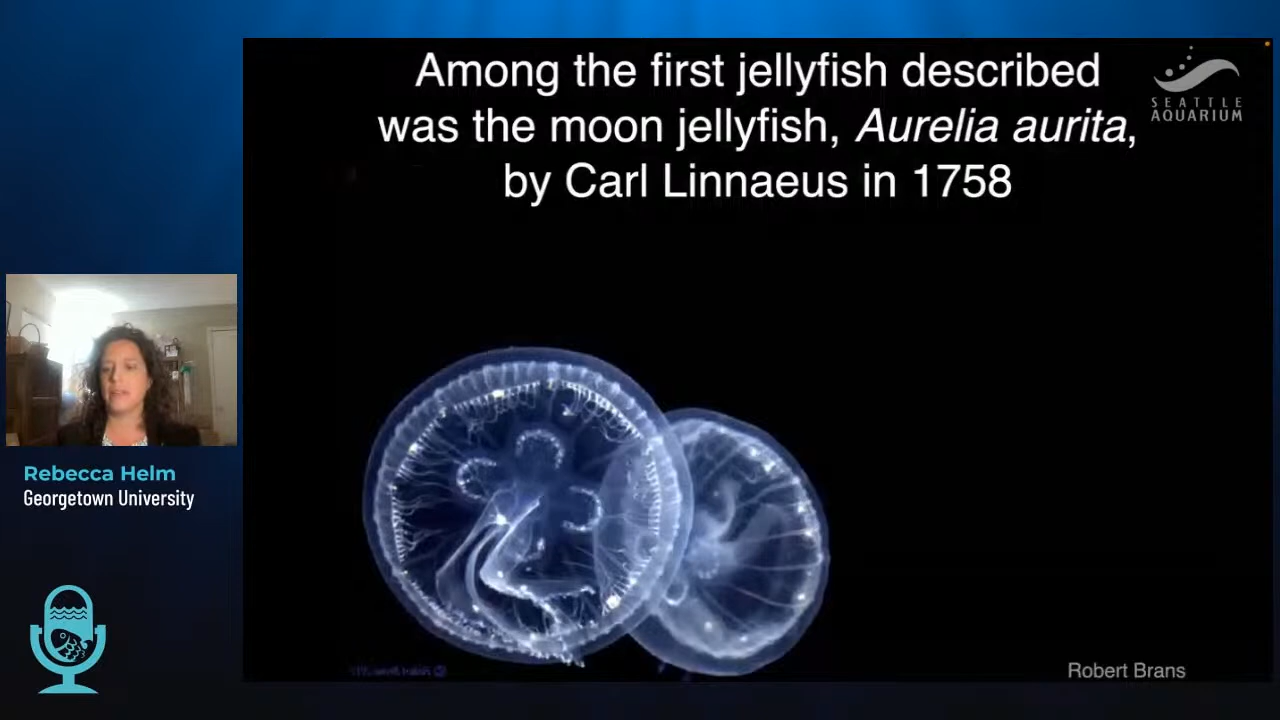 Among the first jellyfish described
was the moon jellyfish, Aurelia aurita,
by Carl Linnaeus in 1758
SEATTLE
AQUARIUM
Rebecca Helm
Georgetown University
Robert Brans